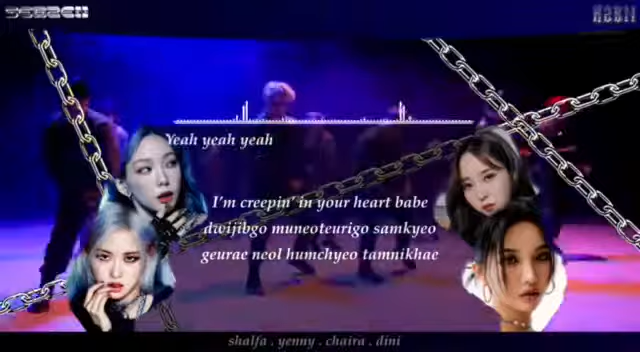 Yeah yeah yeah
I'm creepin' in your heart babe
dwijibgo muneoteurigo samkyeo
geurae neol humchyeo tamnikhae
shalfa . yenny . chaira . dini